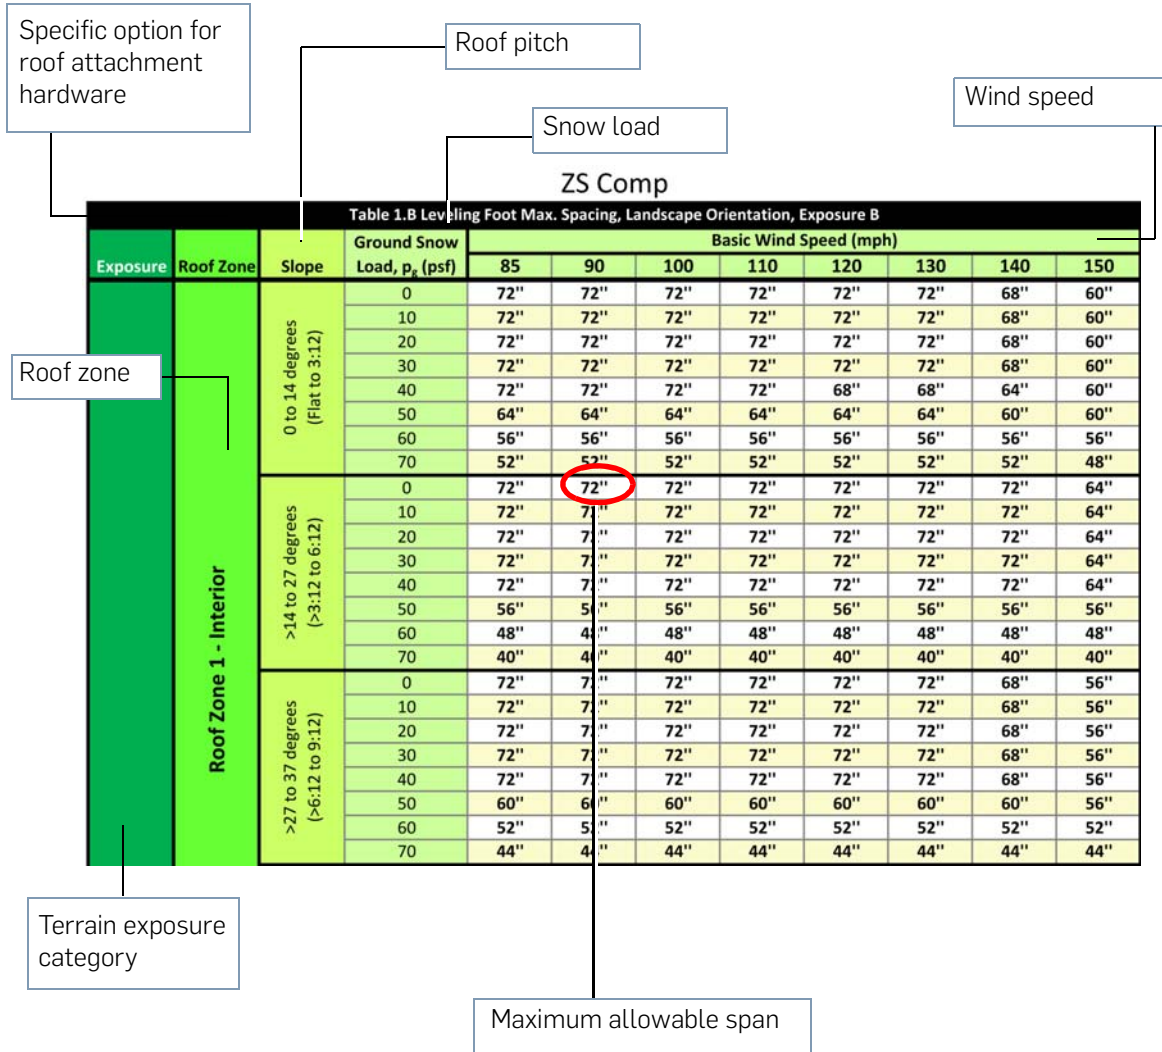 Specific option for
roof attachment
hardware
Roof pitch
Snow load
Wind speed
ZS Comp
Table 1.B Leveling Foot Max. Spacing, Landscape Orientation, Exposure B
Exposure Roof Zone Slope Ground Snow Load, pg (psf) Basic Wind Speed (mph)
85 90 100 110 120 130 140 150
Roof zone
Roof Zone 1 - Interior
0 to 14 degrees
(Flat to 3:12)
0 72" 72" 72" 72" 72" 72" 68" 60"
10 72" 72" 72" 72" 72" 72" 68" 60"
20 72" 72" 72" 72" 72" 72" 68" 60"
30 72" 72" 72" 72" 72" 72" 68" 60"
40 72" 72" 72" 72" 68" 68" 64" 60"
50 64" 64" 64" 64" 64" 64" 60" 60"
60 56" 56" 56" 56" 56" 56" 56" 56"
70 52" 52" 52" 52" 52" 52" 52" 48"
>14 to 27 degrees
(>3:12 to 6:12)
0 72" 72" 72" 72" 72" 72" 72" 64"
10 72" 72" 72" 72" 72" 72" 64"
20 72" 72" 72" 72" 72" 72" 64"
30 72" 72" 72" 72" 72" 72" 64"
40 72" 72" 72" 72" 72" 72" 64"
50 56" 56" 56" 56" 56" 56" 56"
60 48" 48" 48" 48" 48" 48" 48"
70 40" 40" 40" 40" 40" 40" 40"
>27 to 37 degrees
(>6:12 to 9:12)
0 72" 72" 72" 72" 72" 68" 56"
10 72" 72" 72" 72" 72" 68" 56"
20 72" 72" 72" 72" 72" 68" 56"
30 72" 72" 72" 72" 72" 68" 56"
40 72" 72" 72" 72" 72" 68" 56"
50 60" 60" 60" 60" 60" 60" 56"
60 52" 52" 52" 52" 52" 52" 52"
70 44" 44" 44" 44" 44" 44" 44"
Terrain exposure
category
Maximum allowable span